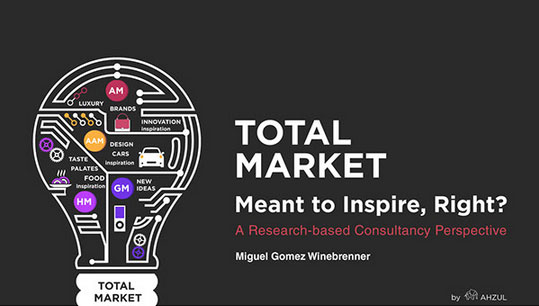 AM
LUXURY
BRANDS
INNOVATION
inspiration
AAM
DESIGN
CARS
inspiration
TASTE
PALATES
FOOD
inspiration
GM
NEW
IDEAS
HM
TOTAL
MARKET
TOTAL
MARKET
Meant to Inspire, Right?
A Research-based Consultancy Perspective
Miguel Gomez Winebrenner
by AHZUL